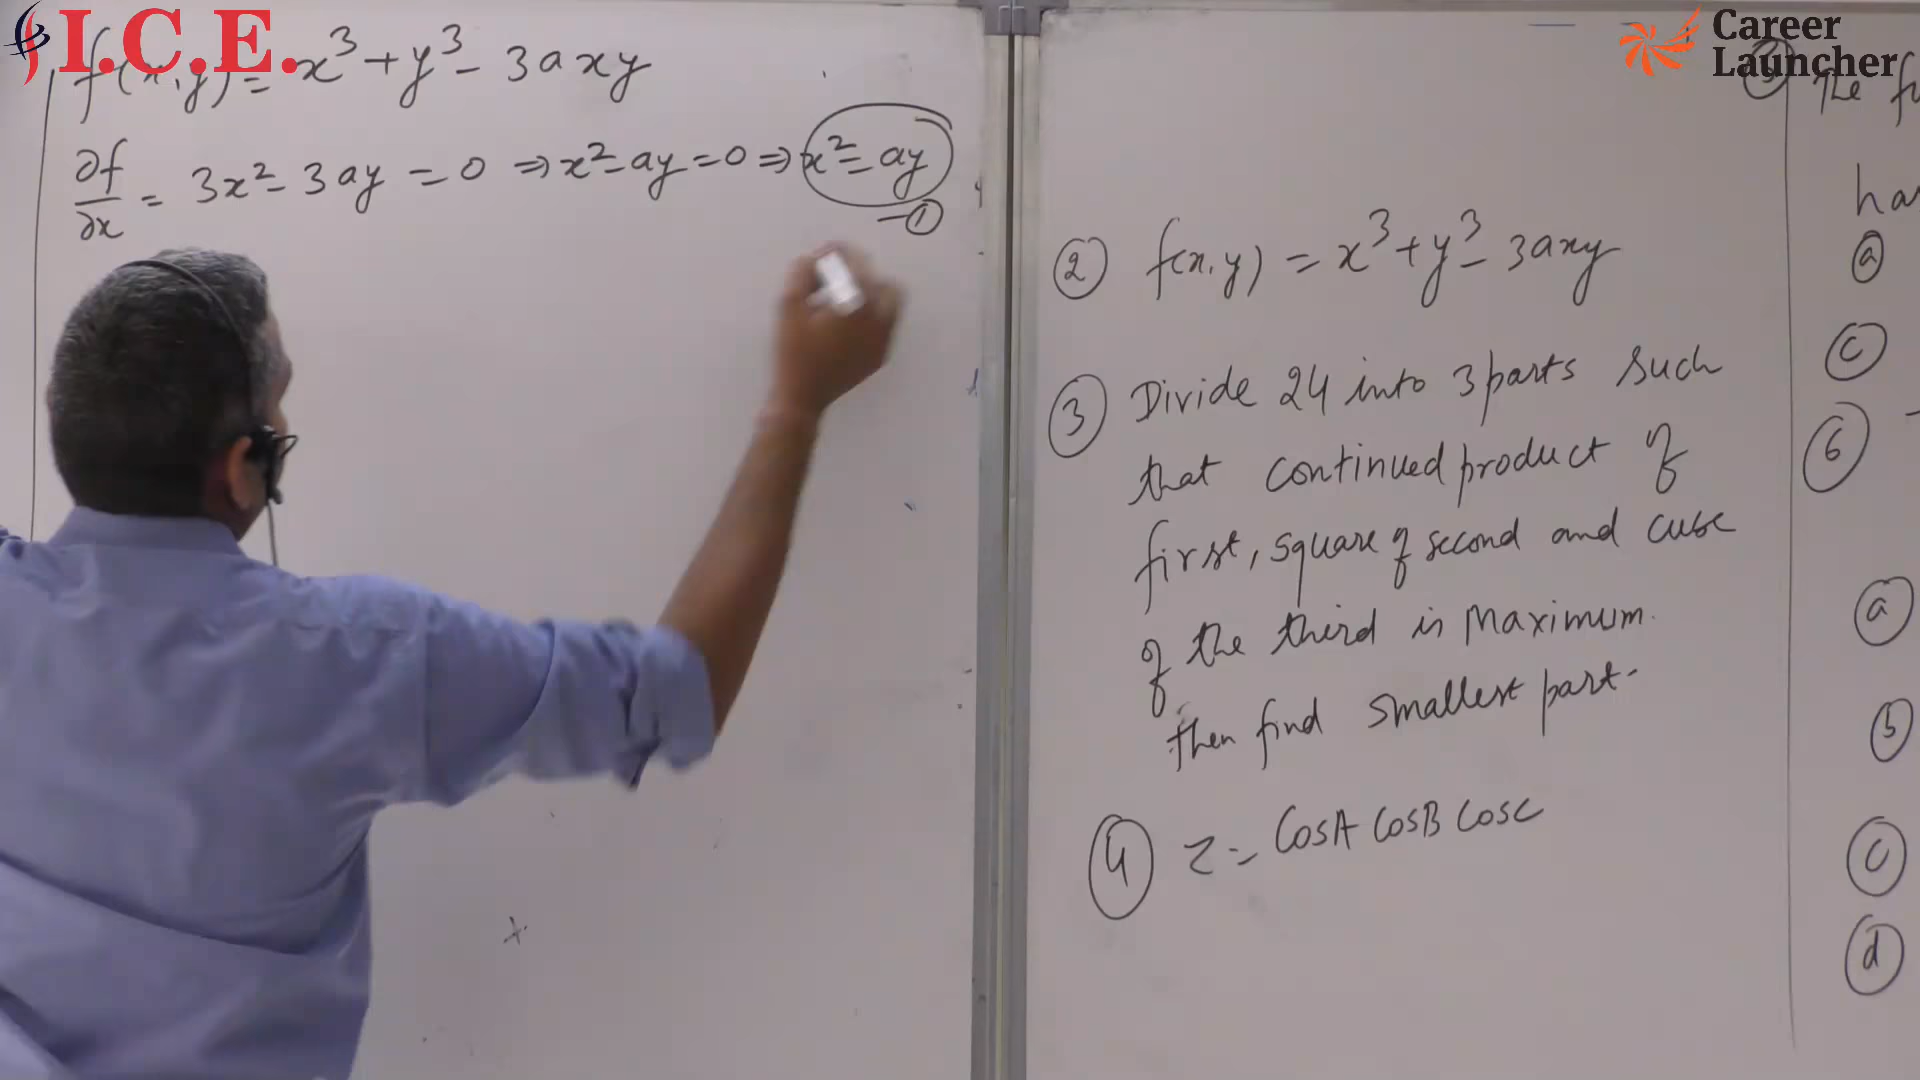 I.C.E.
Career
Launcher
f(x,y) = x³ + y³ - 3axy
∂f/∂x = 3x² - 3ay = 0 ⇒ x² - ay = 0 ⇒ x² = ay
-①
② f(x,y) = x³ + y³ - 3axy
③ Divide 24 into 3 parts such
that continued product of
first, square of second and cube
of the third is Maximum.
then find smallest part.
④ z = CosA CosB Cosc
The
ha
ⓐ
ⓒ
⑥
ⓐ
ⓑ
ⓒ
ⓓ